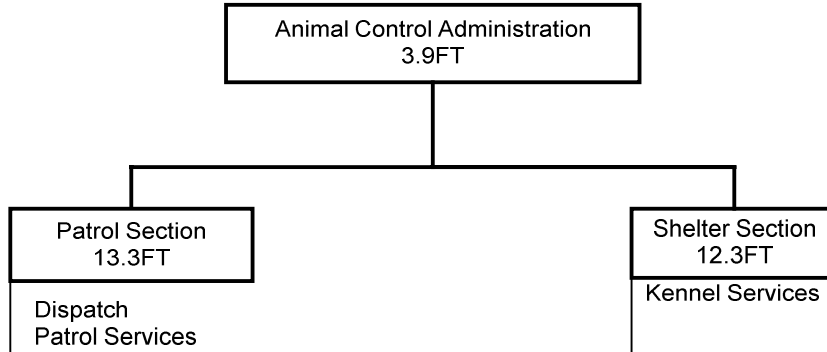 Animal Control Administration
3.9FT
Patrol Section
13.3FT
Dispatch
Patrol Services
Shelter Section
12.3FT
Kennel Services